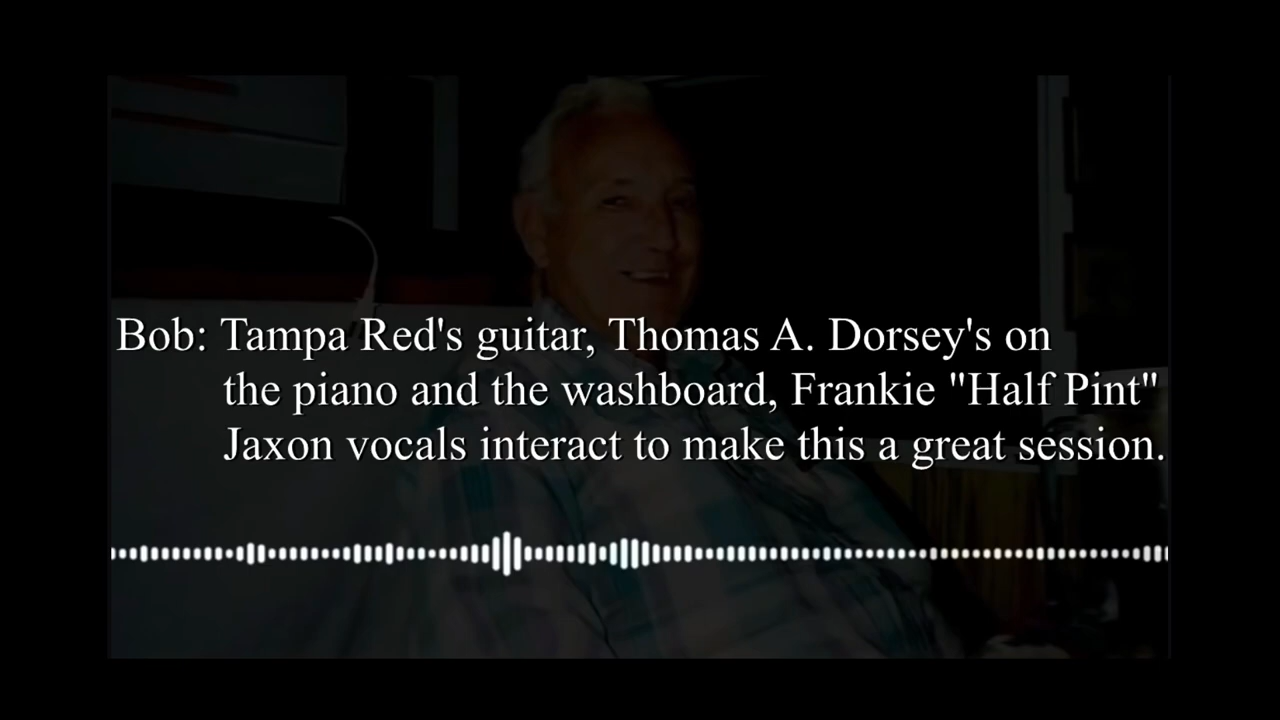 Bob: Tampa Red's guitar, Thomas A. Dorsey's on
the piano and the washboard, Frankie "Half Pint"
Jaxon vocals interact to make this a great session.